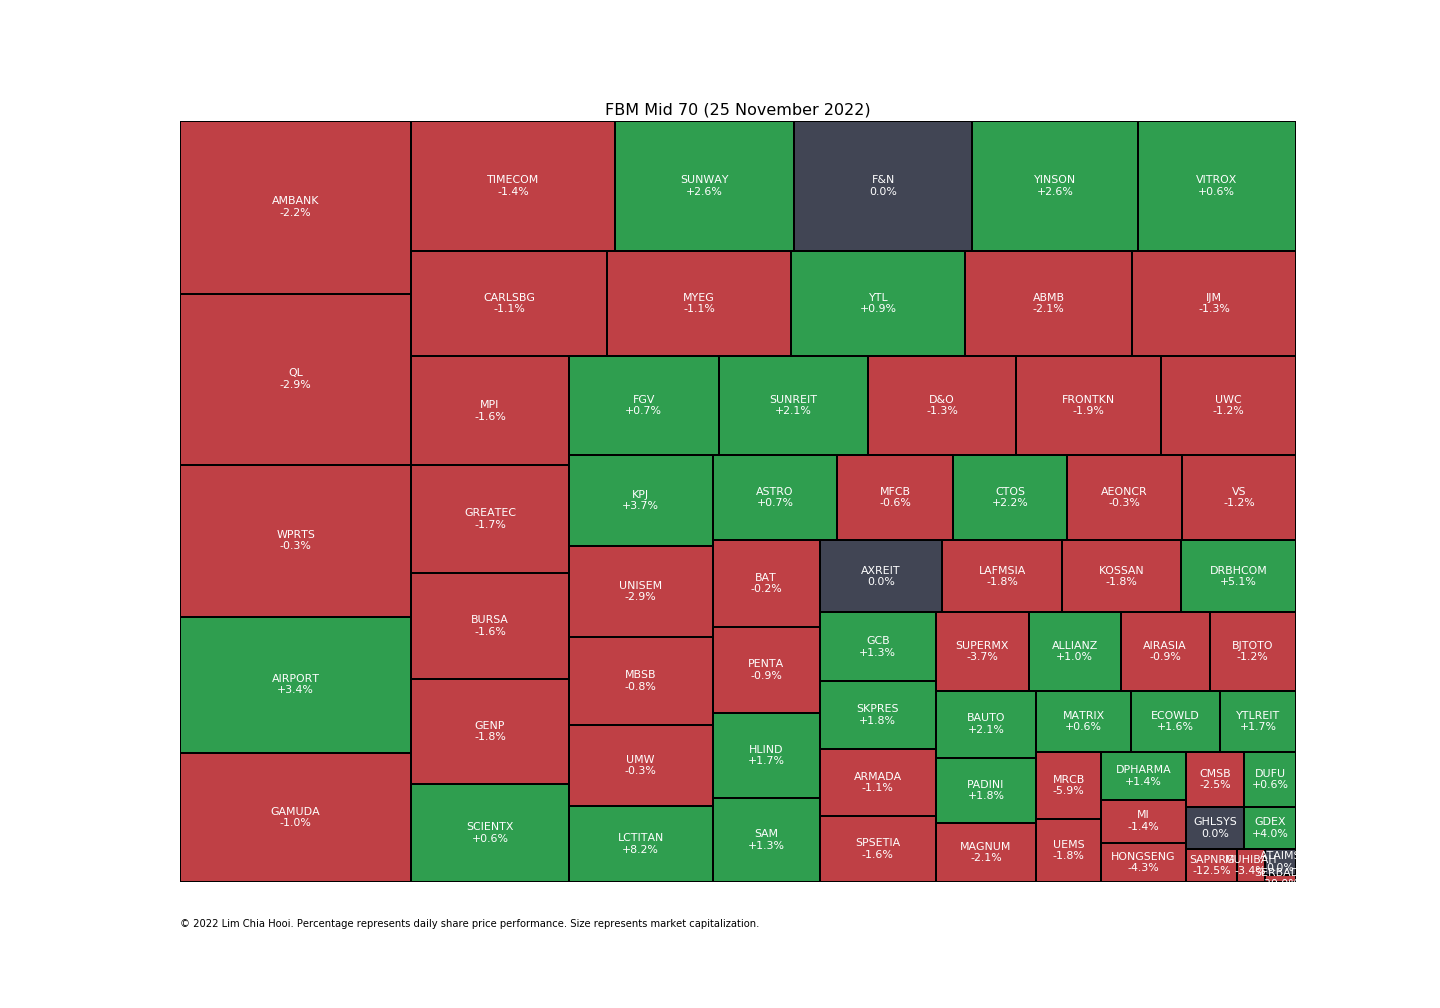 FBM Mid 70 (25 November 2022)
AMBANK
-2.2%
TIMECOM
-1.4%
SUNWAY
+2.6%
F&N
0.0%
YINSON
+2.6%
VITROX
+0.6%
CARLSBG
-1.1%
MYEG
-1.1%
YTL
+0.9%
ABMB
-2.1%
IJM
-1.3%
QL
-2.9%
MPI
-1.6%
FGV
+0.7%
SUNREIT
+2.1%
D&O
-1.3%
FRONTKN
-1.9%
UWC
-1.2%
WPRTS
-0.3%
GREATEC
-1.7%
KPJ
+3.7%
ASTRO
+0.7%
MFCB
-0.6%
CTOS
+2.2%
AEONCR
-0.3%
VS
-1.2%
UNISEM
-2.9%
BAT
-0.2%
AXREIT
0.0%
LAFMSIA
-1.8%
KOSSAN
-1.8%
DRBHCOM
+5.1%
BURSA
-1.6%
GCB
+1.3%
SUPERMX
-3.7%
ALLIANZ
+1.0%
AIRASIA
-0.9%
BJTOTO
-1.2%
AIRPORT
+3.4%
MBSB
-0.8%
PENTA
-0.9%
SKPRES
+1.8%
BAUTO
+2.1%
MATRIX
+0.6%
ECOWLD
+1.6%
YTLREIT
+1.7%
GENP
-1.8%
UMW
-0.3%
HLIND
+1.7%
ARMADA
-1.1%
PADINI
+1.8%
MRCB
-5.9%
DPHARMA
+1.4%
CMSB
-2.5%
DUFU
+0.6%
GAMUDA
-1.0%
SCIENTX
+0.6%
LCTITAN
+8.2%
SAM
+1.3%
SPSETIA
-1.6%
MAGNUM
-2.1%
UEMS
-1.8%
MI
-1.4%
HONGSENG
-4.3%
GHLSYS
0.0%
GDEX
+4.0%
SAPNRG
-12.5%
MUHIBAH
-3.4%
ATAIMS
0.0%
© 2022 Lim Chia Hooi. Percentage represents daily share price performance. Size represents market capitalization.